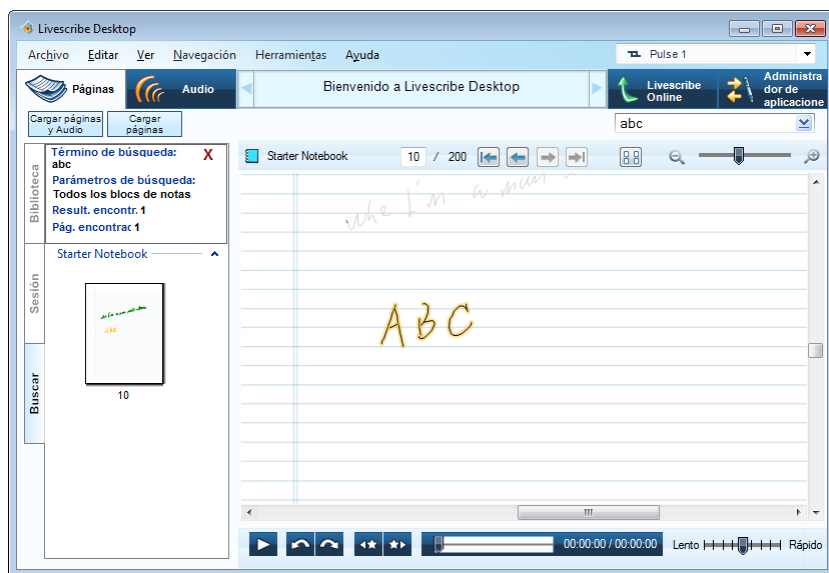 Livescribe Desktop
Archivo Editar Ver Navegación Herramientas Ayuda
Pulse 1
Páginas
Audio
Bienvenido a Livescribe Desktop
Livescribe
Online
Administra
dor de
aplicacione
Cargar páginas
y Audio
Cargar
páginas
abc
Biblioteca
Sesión
Buscar
Término de búsqueda: X
abc
Parámetros de búsqueda:
Todos los blocs de notas
Result. encontr. 1
Pág. encontrac 1
Starter Notebook
ABC
10
Starter Notebook 10 / 200
I'm a man
ABC
00:00:00 / 00:00:00
Lento
Rápido